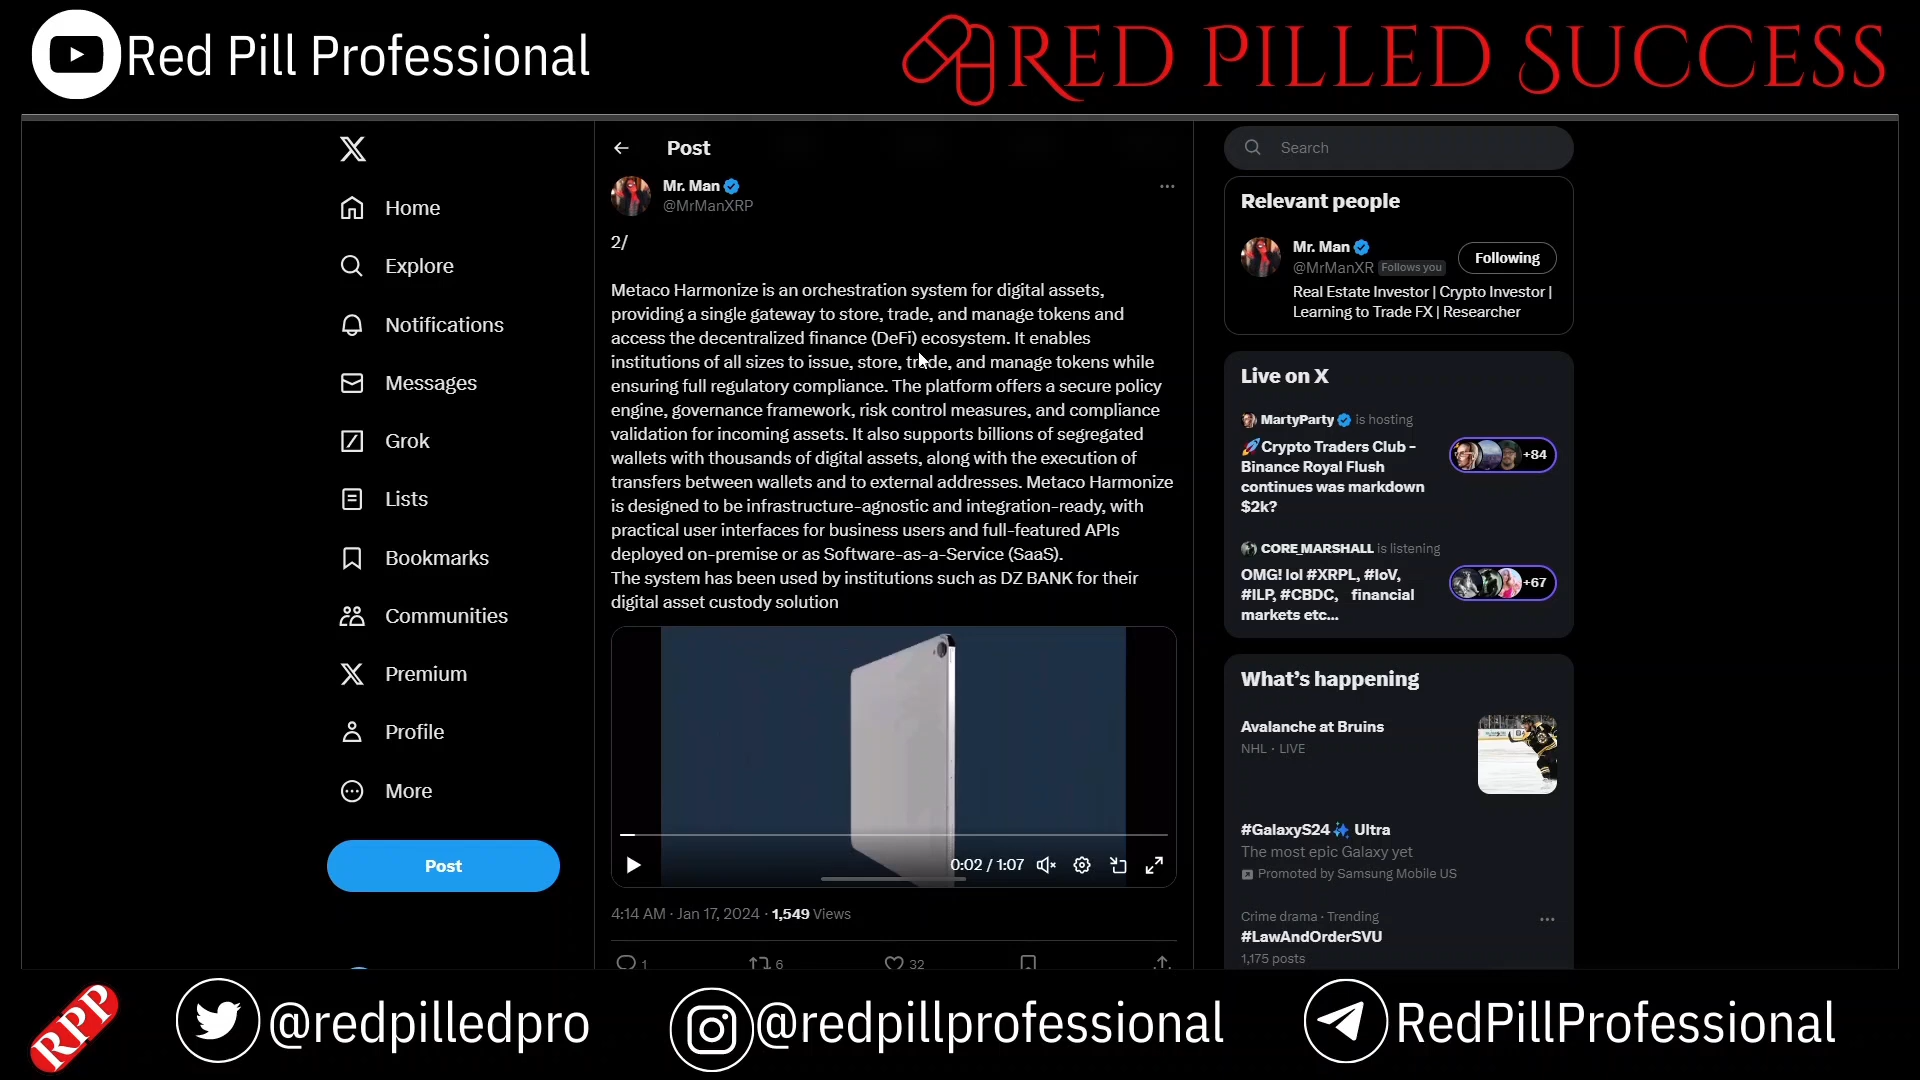 Red Pill Professional
RED PILLED SUCCESS
Home
Explore
Notifications
Messages
Grok
Lists
Bookmarks
Communities
Premium
Profile
More
Post
Post
Mr. Man
@MrManXRP
2/
Metaco Harmonize is an orchestration system for digital assets,
providing a single gateway to store, trade, and manage tokens and
access the decentralized finance (DeFi) ecosystem. It enables
institutions of all sizes to issue, store, trade, and manage tokens while
ensuring full regulatory compliance. The platform offers a secure policy
engine, governance framework, risk control measures, and compliance
validation for incoming assets. It also supports billions of segregated
wallets with thousands of digital assets, along with the execution of
transfers between wallets and to external addresses. Metaco Harmonize
is designed to be infrastructure-agnostic and integration-ready, with
practical user interfaces for business users and full-featured APIs
deployed on-premise or as Software-as-a-Service (SaaS).
The system has been used by institutions such as DZ BANK for their
digital asset custody solution
0:02 / 1:07
4:14 AM · Jan 17, 2024 · 1,549 Views
1 6 32
Search
Relevant people
Mr. Man
@MrManXR Follows you
Following
Real Estate Investor | Crypto Investor |
Learning to Trade FX | Researcher
Live on X
MartyParty is hosting
🚀Crypto Traders Club -
Binance Royal Flush
continues was markdown
$2k?
+84
CORE_MARSHALL is listening
OMG! lol #XRPL, #IoV,
#ILP, #CBDC, financial
markets etc...
+67
What's happening
Avalanche at Bruins
NHL · LIVE
#GalaxyS24✨ Ultra
The most epic Galaxy yet
Promoted by Samsung Mobile US
Crime drama · Trending
#LawAndOrderSVU
1,175 posts
RPP
@redpilledpro
@redpillprofessional
RedPillProfessional